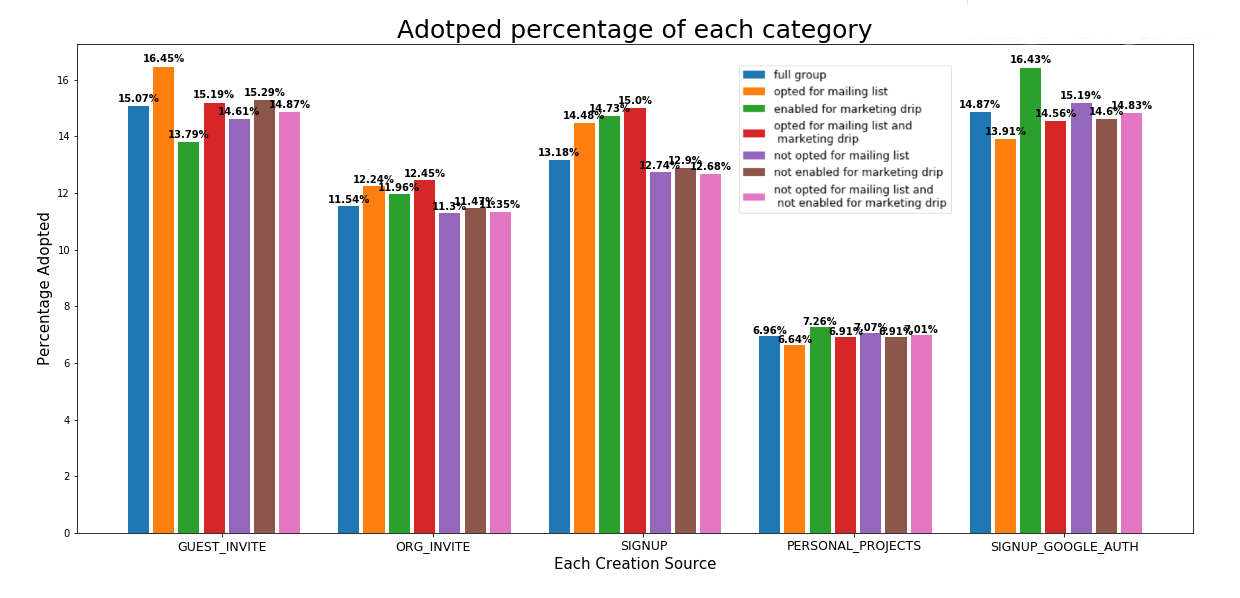 Adotped percentage of each category
Percentage Adopted
16
14
12
10
8
6
4
2
0
15.07%
16.45%
13.79%
15.19%
14.61%
15.29%
14.87%
11.54%
12.24%
11.96%
12.45%
11.3%
11.47%
11.35%
13.18%
14.48%
14.73%
15.0%
12.74%
12.9%
12.68%
6.96%
6.64%
7.26%
6.91%
7.07%
6.91%
7.01%
14.87%
13.91%
16.43%
14.56%
15.19%
14.6%
14.83%
full group
opted for mailing list
enabled for marketing drip
opted for mailing list and
marketing drip
not opted for mailing list
not enabled for marketing drip
not opted for mailing list and
not enabled for marketing drip
GUEST_INVITE
ORG_INVITE
SIGNUP
PERSONAL_PROJECTS
SIGNUP_GOOGLE_AUTH
Each Creation Source